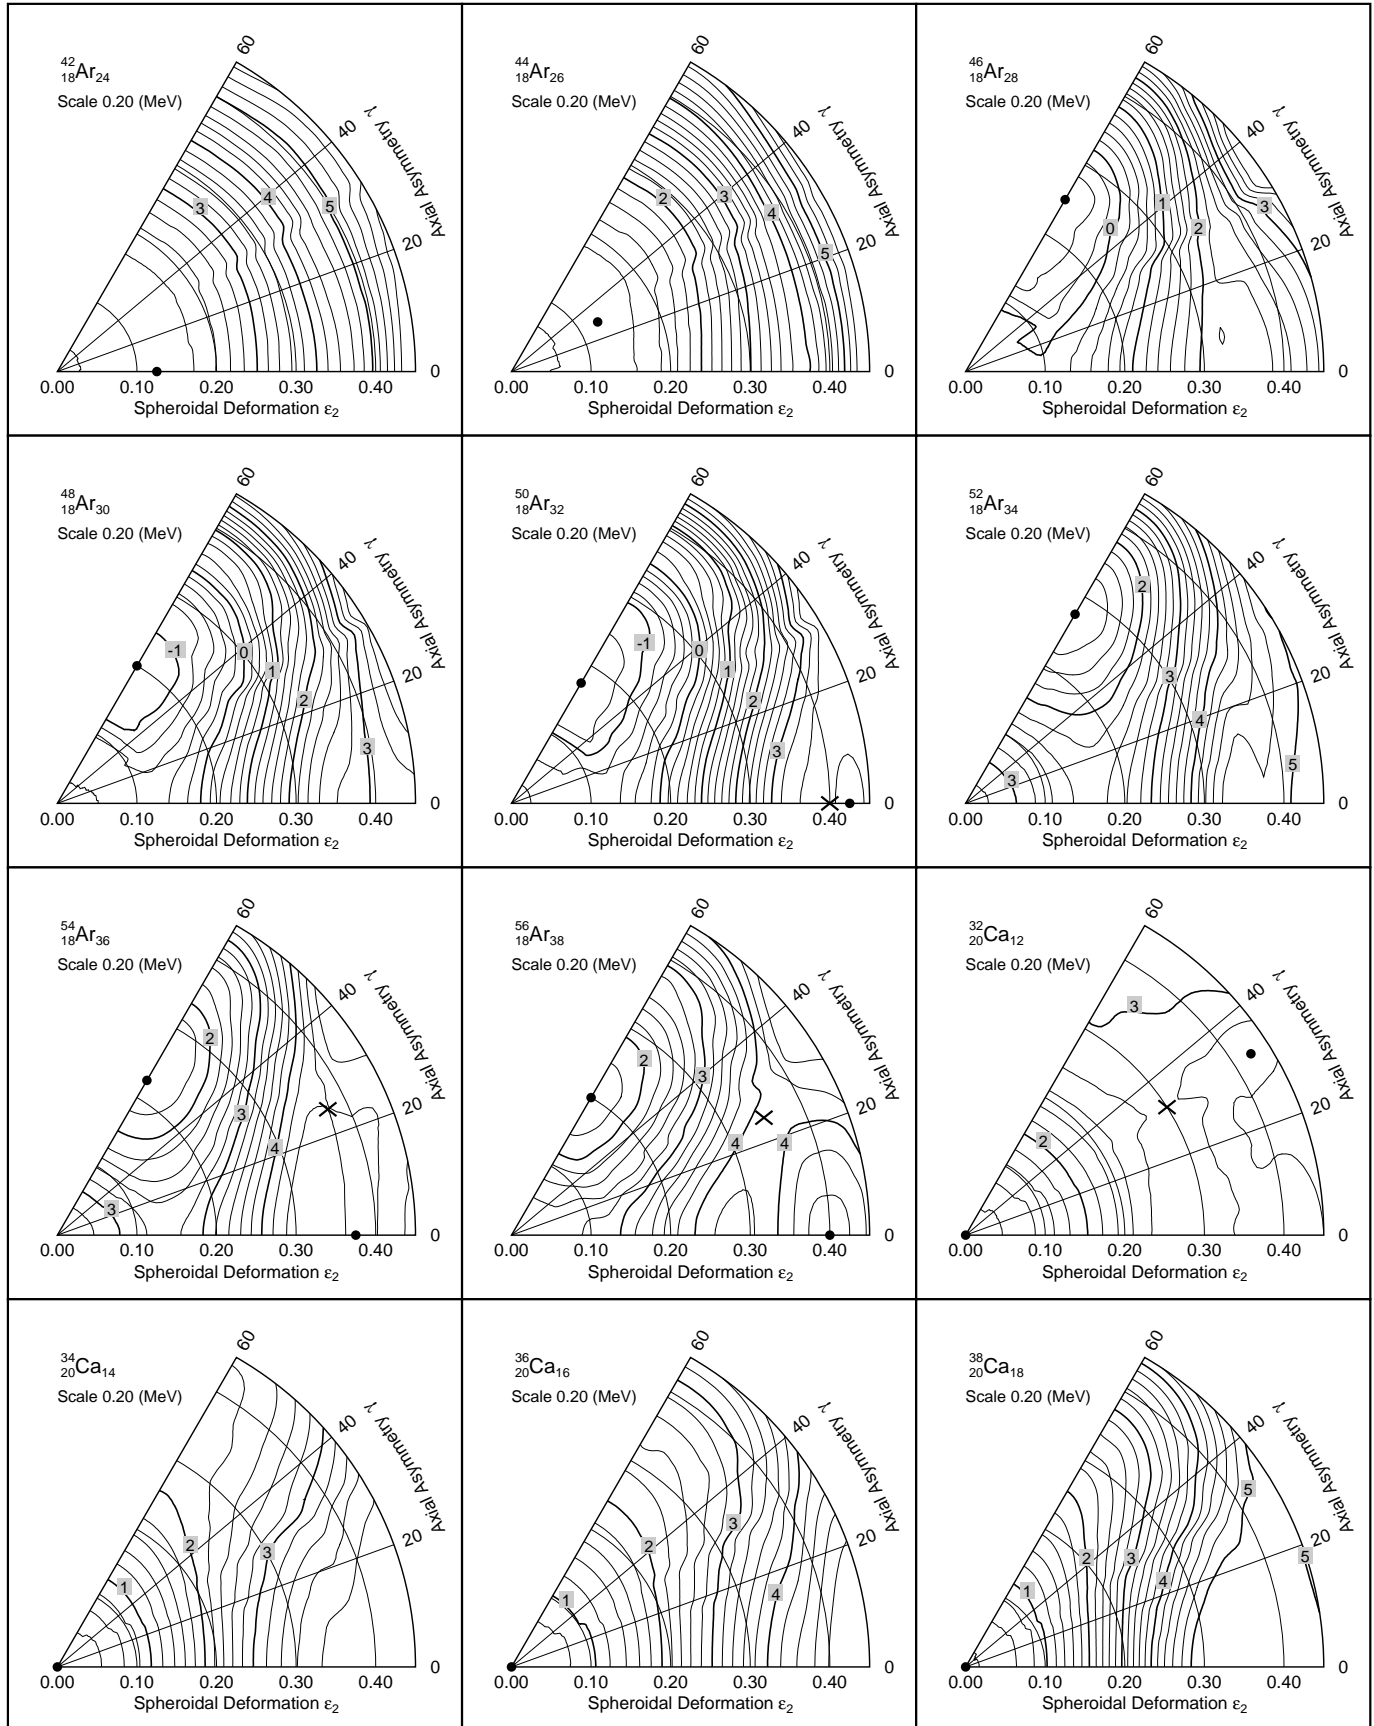 42
18Ar24
Scale 0.20 (MeV)
60
40
20
0
Axial Asymmetry γ
3
4
5
0.00 0.10 0.20 0.30 0.40
Spheroidal Deformation ε2
44
18Ar26
Scale 0.20 (MeV)
60
40
20
0
Axial Asymmetry γ
2
3
4
5
0.00 0.10 0.20 0.30 0.40
Spheroidal Deformation ε2
46
18Ar28
Scale 0.20 (MeV)
60
40
20
0
Axial Asymmetry γ
0
1
2
3
0.00 0.10 0.20 0.30 0.40
Spheroidal Deformation ε2
48
18Ar30
Scale 0.20 (MeV)
60
40
20
0
Axial Asymmetry γ
-1
0
1
2
3
0.00 0.10 0.20 0.30 0.40
Spheroidal Deformation ε2
50
18Ar32
Scale 0.20 (MeV)
60
40
20
0
Axial Asymmetry γ
-1
0
1
2
3
0.00 0.10 0.20 0.30 0.40
Spheroidal Deformation ε2
52
18Ar34
Scale 0.20 (MeV)
60
40
20
0
Axial Asymmetry γ
2
3
4
3
5
0.00 0.10 0.20 0.30 0.40
Spheroidal Deformation ε2
54
18Ar36
Scale 0.20 (MeV)
60
40
20
0
Axial Asymmetry γ
2
3
4
3
0.00 0.10 0.20 0.30 0.40
Spheroidal Deformation ε2
56
18Ar38
Scale 0.20 (MeV)
60
40
20
0
Axial Asymmetry γ
2
3
4
4
0.00 0.10 0.20 0.30 0.40
Spheroidal Deformation ε2
32
20Ca12
Scale 0.20 (MeV)
60
40
20
0
Axial Asymmetry γ
3
2
0.00 0.10 0.20 0.30 0.40
Spheroidal Deformation ε2
34
20Ca14
Scale 0.20 (MeV)
60
40
20
0
Axial Asymmetry γ
1
2
3
0.00 0.10 0.20 0.30 0.40
Spheroidal Deformation ε2
36
20Ca16
Scale 0.20 (MeV)
60
40
20
0
Axial Asymmetry γ
1
2
3
4
0.00 0.10 0.20 0.30 0.40
Spheroidal Deformation ε2
38
20Ca18
Scale 0.20 (MeV)
60
40
20
0
Axial Asymmetry γ
1
2
3
4
5
5
0.00 0.10 0.20 0.30 0.40
Spheroidal Deformation ε2